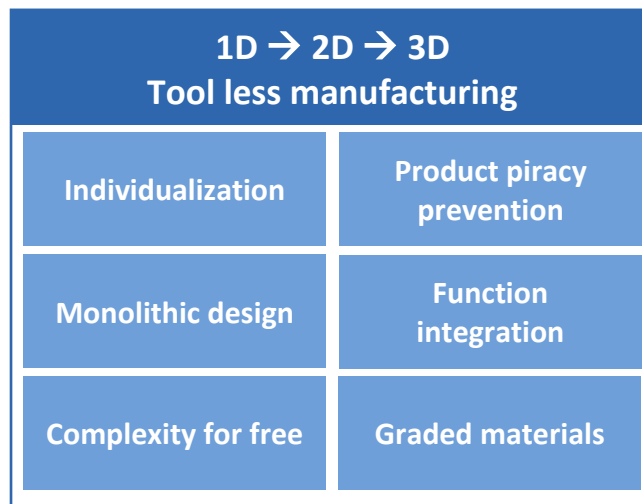 1D → 2D → 3D
Tool less manufacturing
Individualization
Product piracy
prevention
Monolithic design
Function
integration
Complexity for free
Graded materials